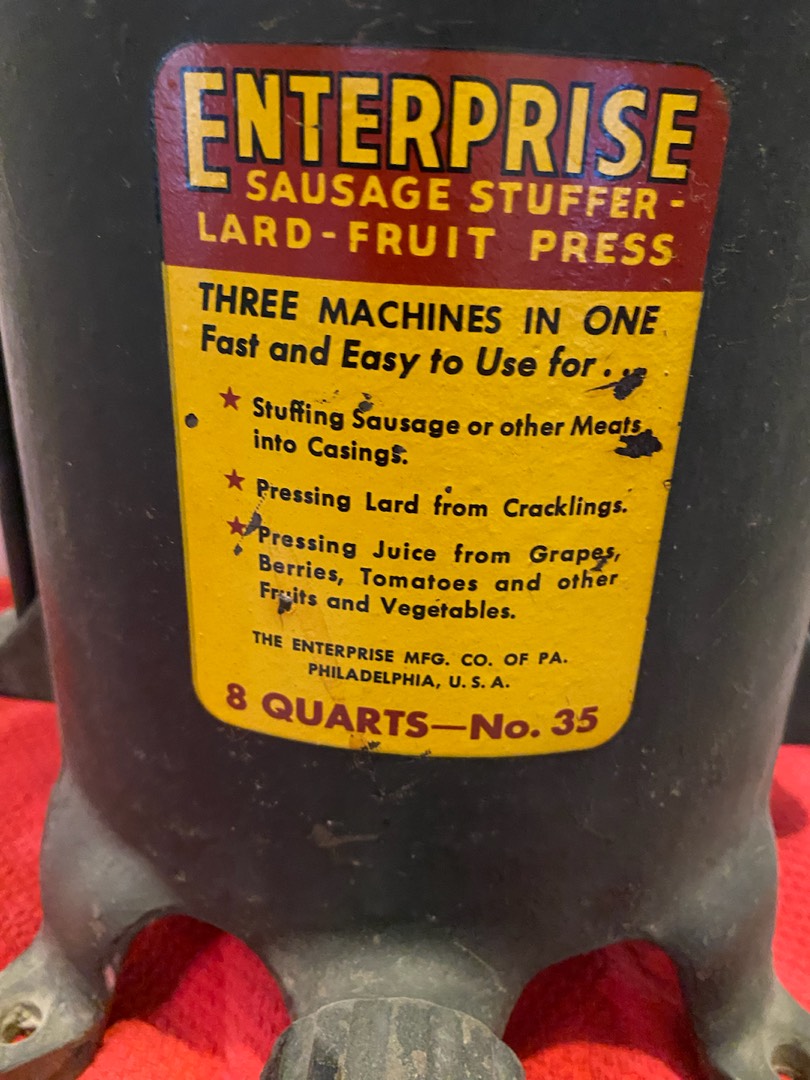 ENTERPRISE
SAUSAGE STUFFER-
LARD-FRUIT PRESS
THREE MACHINES IN ONE
Fast and Easy to Use for...
★ Stuffing Sausage or other Meats
into Casings.
★ Pressing Lard from Cracklings.
★ Pressing Juice from Grapes,
Berries, Tomatoes and other
Fruits and Vegetables.
THE ENTERPRISE MFG. CO. OF PA.
PHILADELPHIA, U. S. A.
8 QUARTS—No. 35